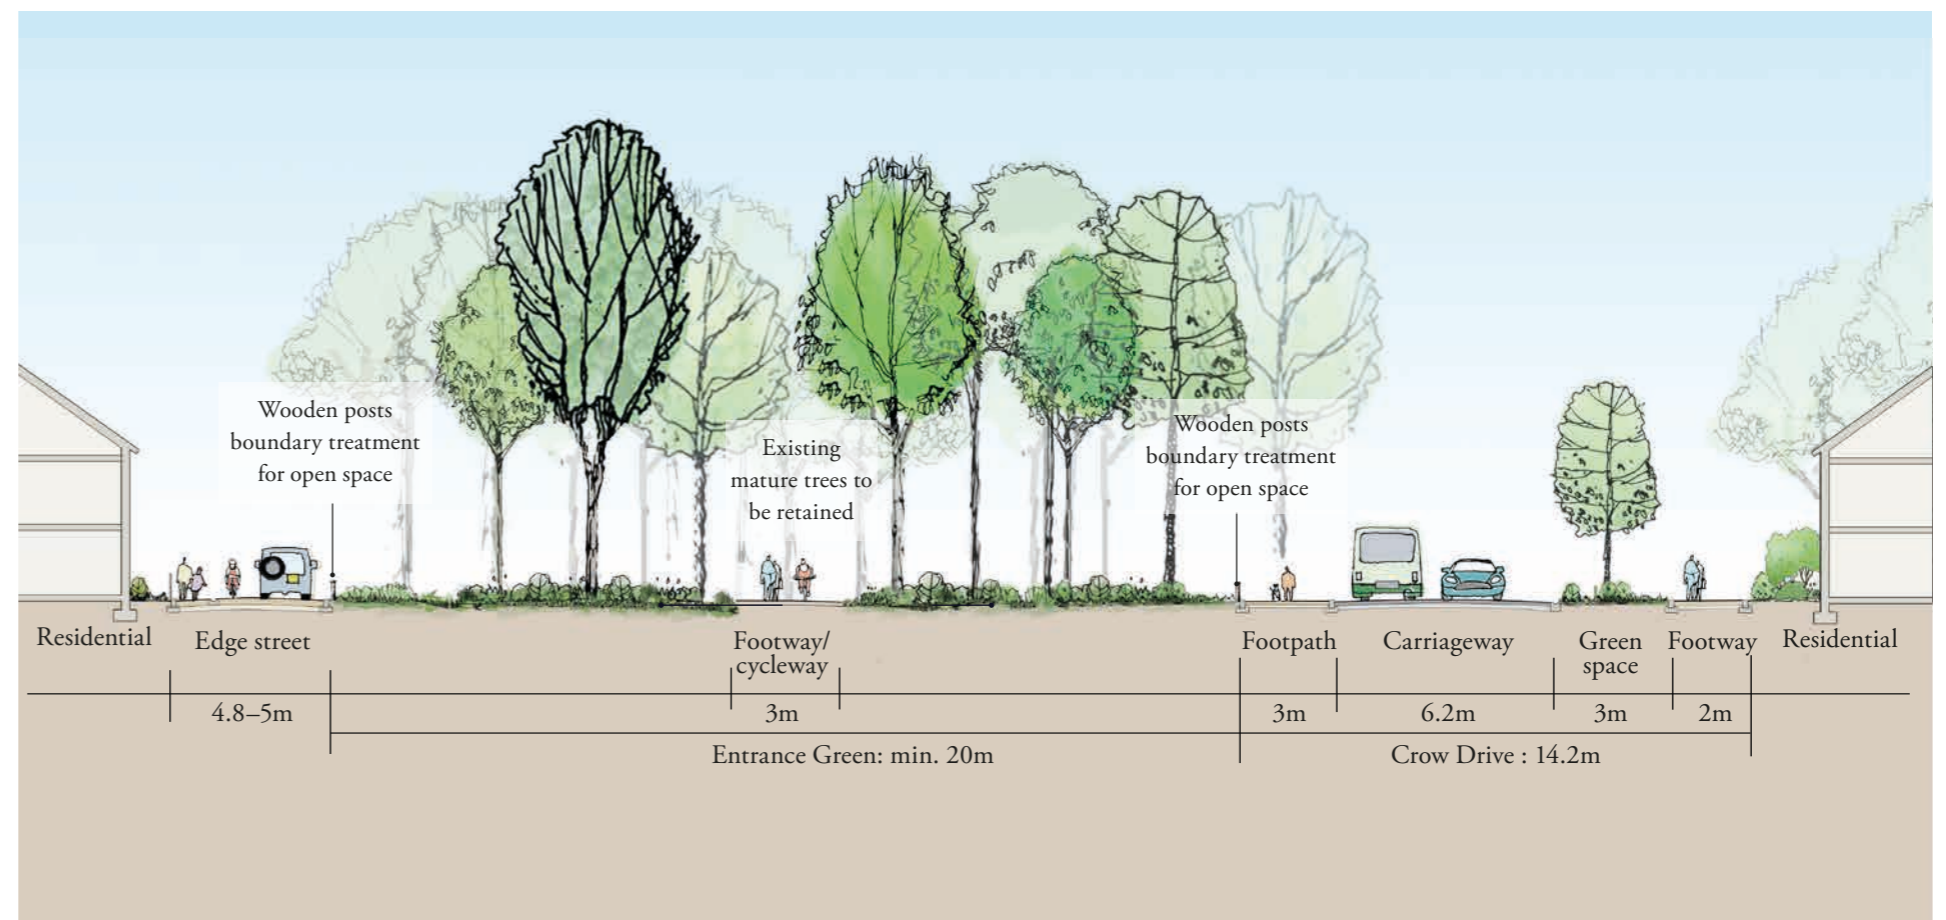 Wooden posts
boundary treatment
for open space
Existing
mature trees to
be retained
Wooden posts
boundary treatment
for open space
Residential
Edge street
Footway/
cycleway
Footpath
Carriageway
Green
space
Footway
Residential
4.8–5m
3m
3m
6.2m
3m
2m
Entrance Green: min. 20m
Crow Drive : 14.2m